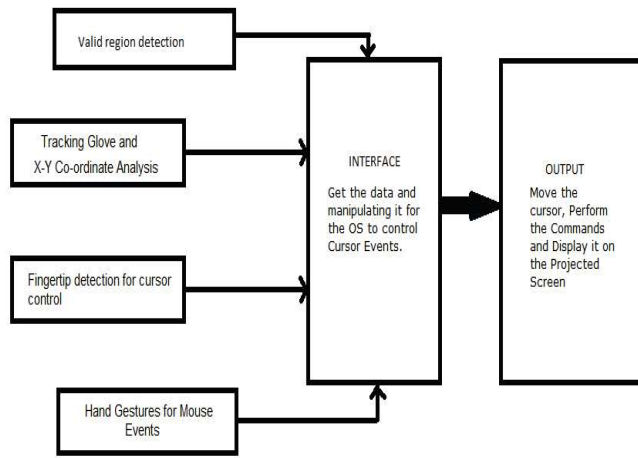 Valid region detection
Tracking Glove and
X-Y Co-ordinate Analysis
Fingertip detection for cursor
control
Hand Gestures for Mouse
Events
INTERFACE
Get the data and
manipulating it for
the OS to control
Cursor Events.
OUTPUT
Move the
cursor, Perform
the Commands
and Display it on
the Projected
Screen